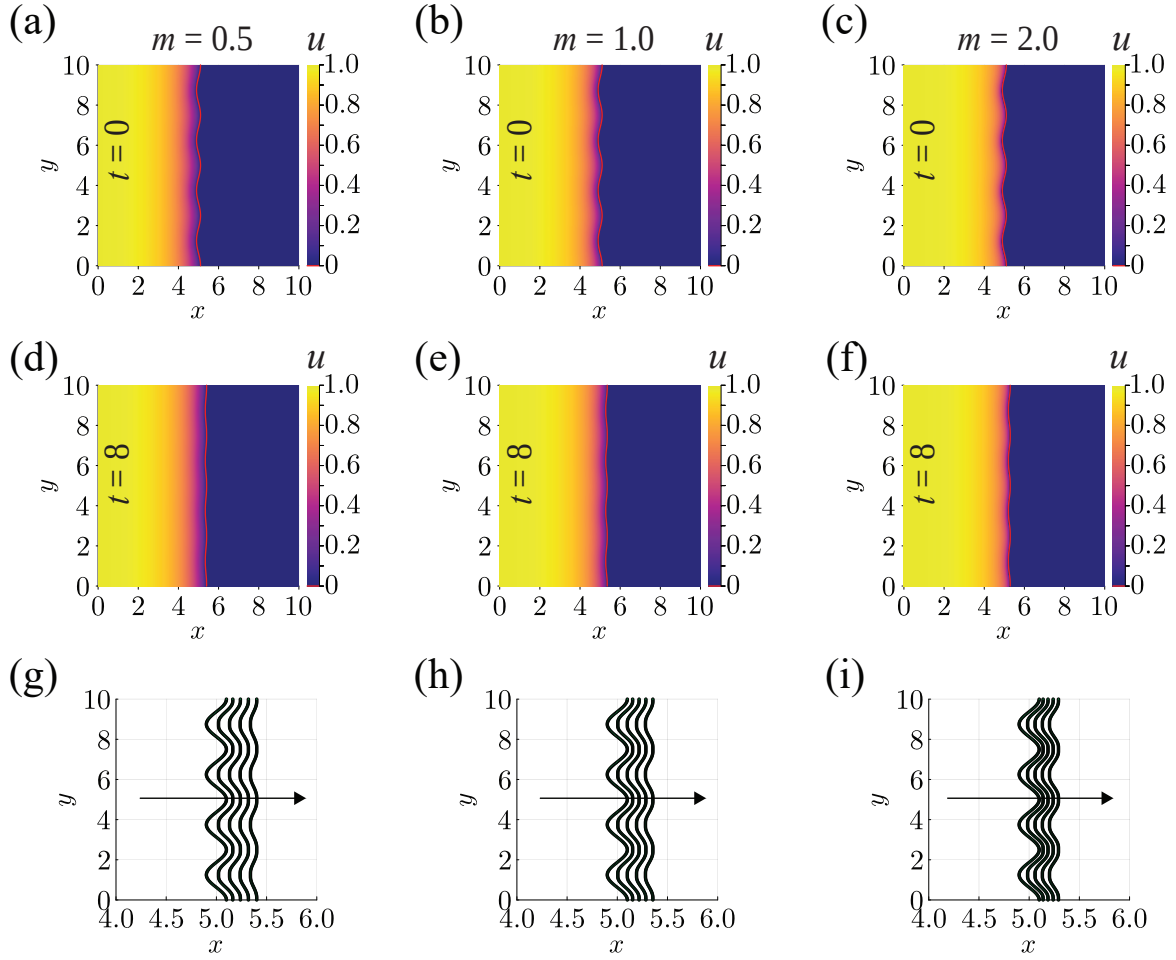 (a) m = 0.5 u (b) m = 1.0 u (c) m = 2.0 u
10 1.0 10 1.0 10 1.0
8 0.8 8 0.8 8 0.8
6 0.6 6 0.6 6 0.6
y t = 0 y t = 0 y t = 0
4 0.4 4 0.4 4 0.4
2 0.2 2 0.2 2 0.2
0 0 0 0 0 0
0 2 4 6 8 10 0 2 4 6 8 10 0 2 4 6 8 10
x x x
(d) u (e) u (f) u
10 1.0 10 1.0 10 1.0
8 0.8 8 0.8 8 0.8
6 0.6 6 0.6 6 0.6
y t = 8 y t = 8 y t = 8
4 0.4 4 0.4 4 0.4
2 0.2 2 0.2 2 0.2
0 0 0 0 0 0
0 2 4 6 8 10 0 2 4 6 8 10 0 2 4 6 8 10
x x x
(g) (h) (i)
10 10 10
8 8 8
6 6 6
y y y
4 4 4
2 2 2
0 0 0
4.0 4.5 5.0 5.5 6.0 4.0 4.5 5.0 5.5 6.0 4.0 4.5 5.0 5.5 6.0
x x x